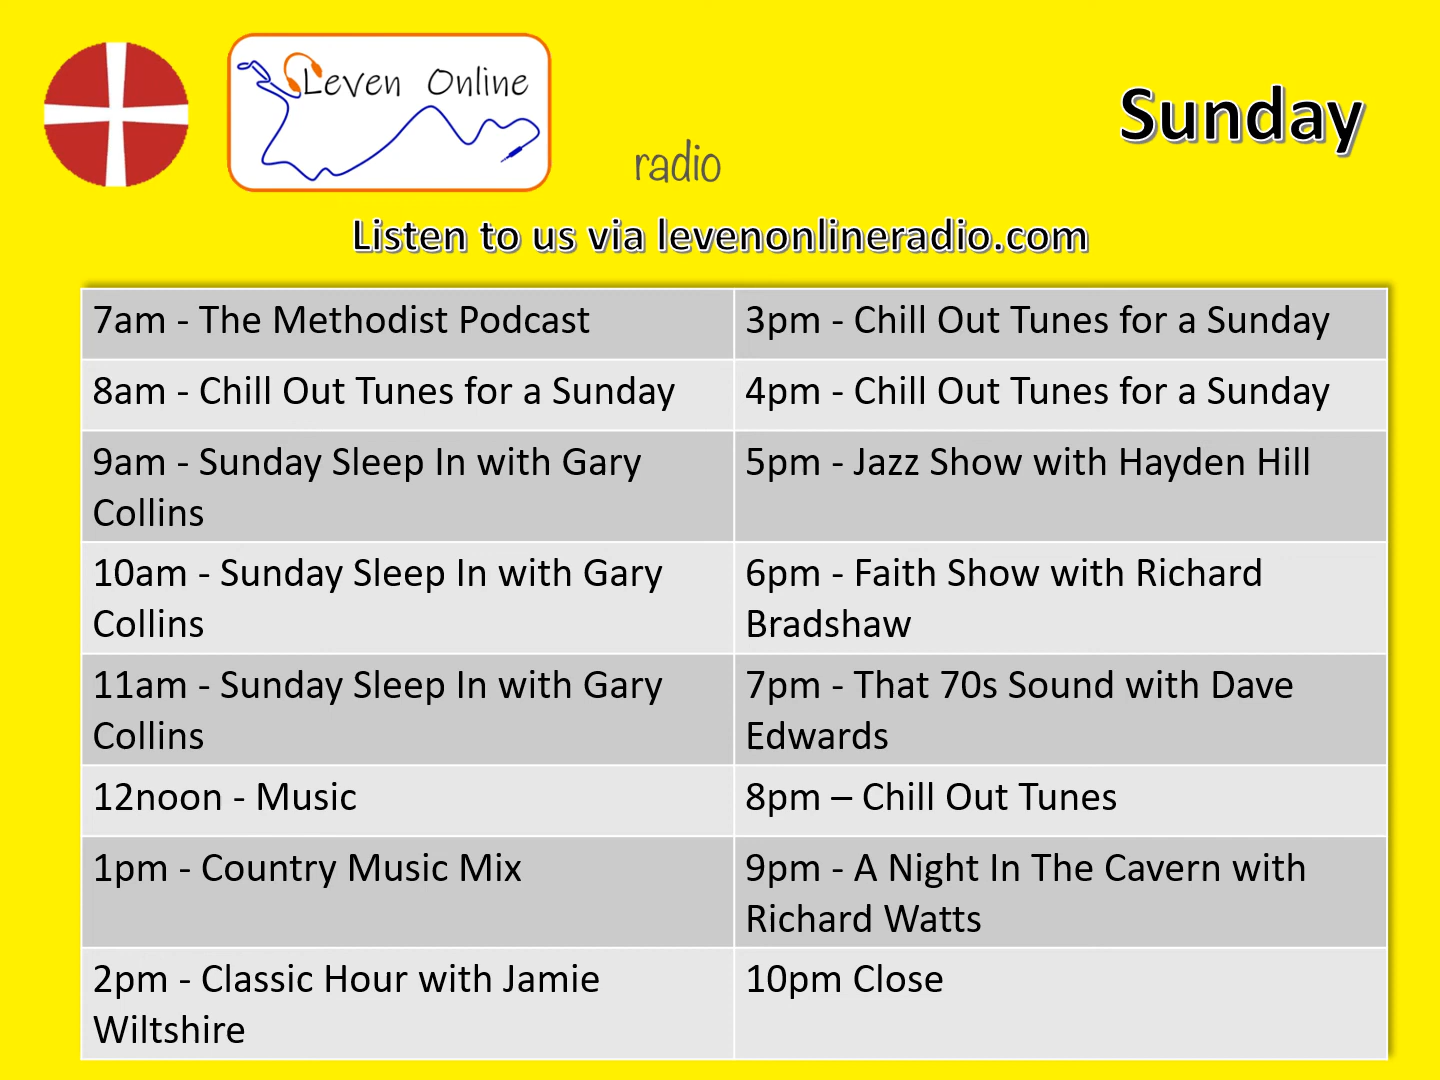 Leven Online
radio
Sunday
Listen to us via levenonlineradio.com
7am - The Methodist Podcast
8am - Chill Out Tunes for a Sunday
9am - Sunday Sleep In with Gary
Collins
10am - Sunday Sleep In with Gary
Collins
11am - Sunday Sleep In with Gary
Collins
12noon - Music
1pm - Country Music Mix
2pm - Classic Hour with Jamie
Wiltshire
3pm - Chill Out Tunes for a Sunday
4pm - Chill Out Tunes for a Sunday
5pm - Jazz Show with Hayden Hill
6pm - Faith Show with Richard
Bradshaw
7pm - That 70s Sound with Dave
Edwards
8pm – Chill Out Tunes
9pm - A Night In The Cavern with
Richard Watts
10pm Close